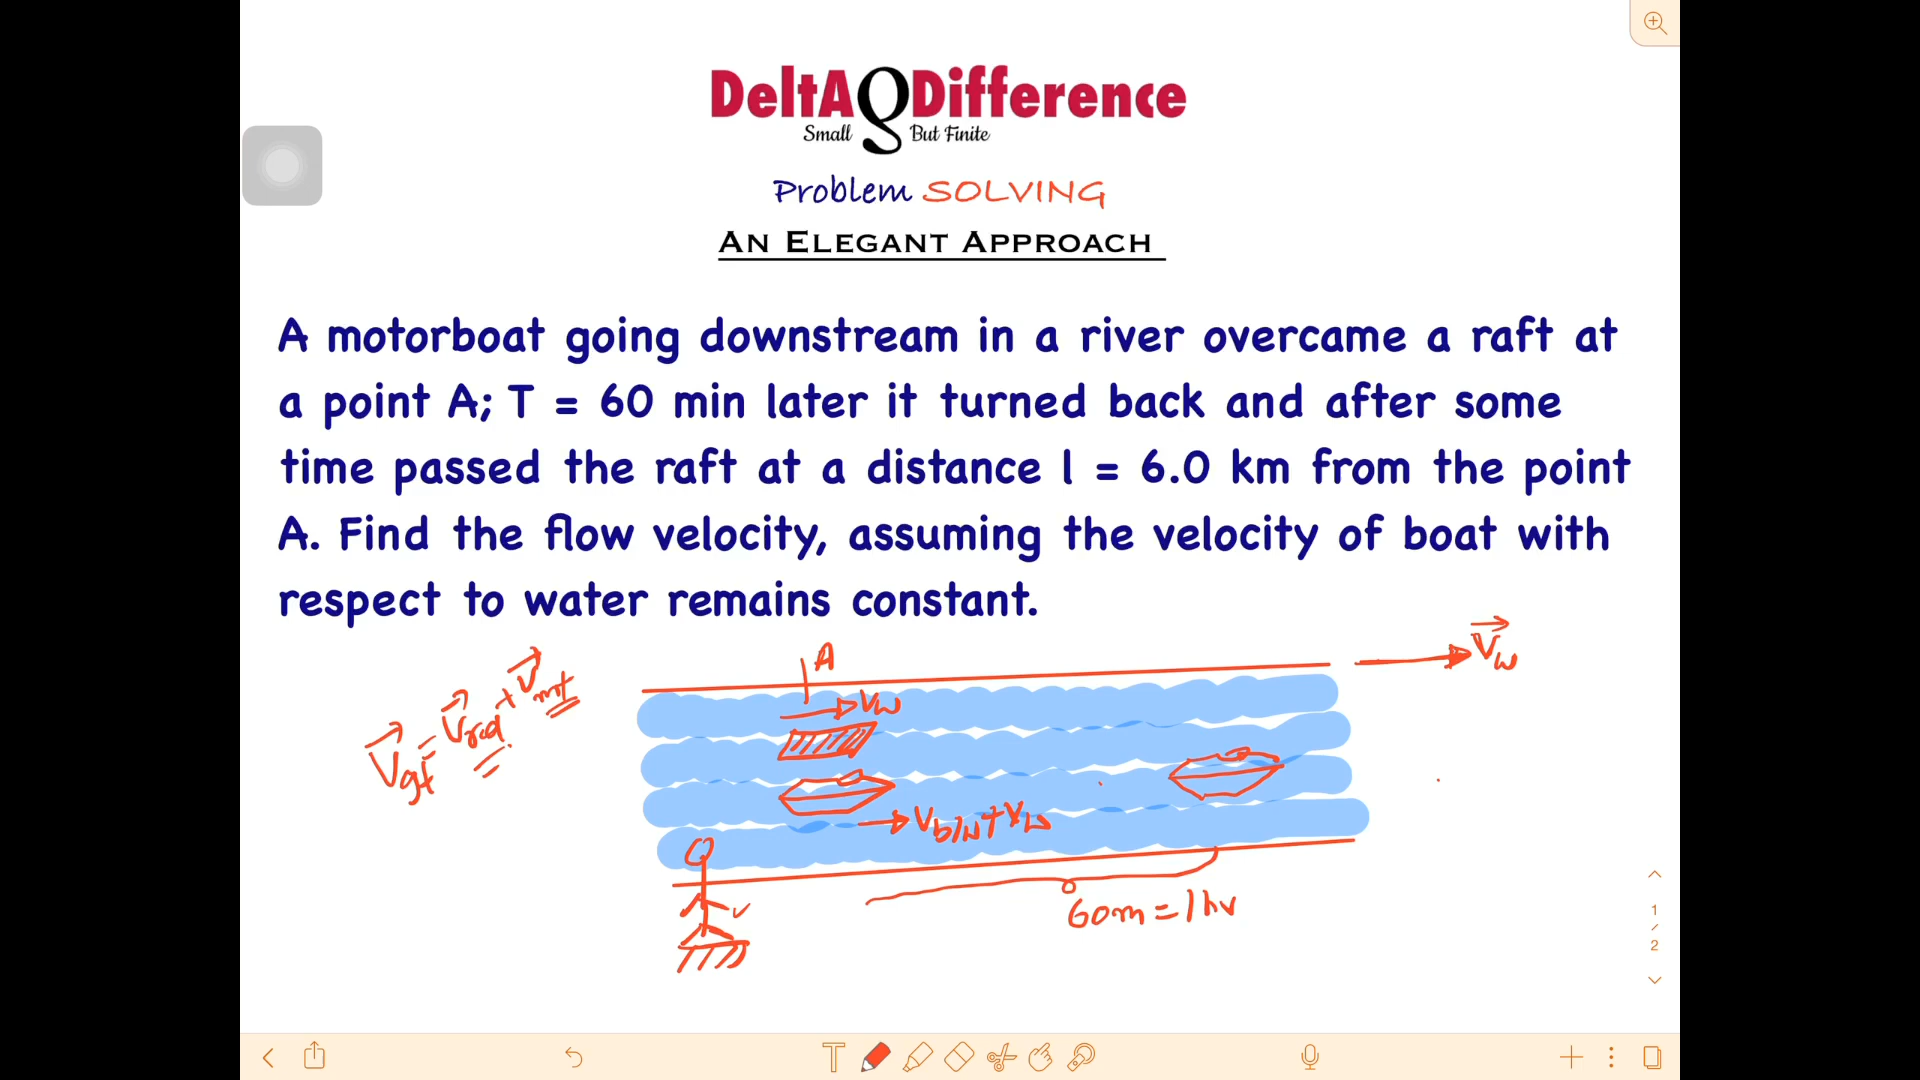 DeltA Difference
Small But Finite
Problem SOLVING
AN ELEGANT APPROACH
A motorboat going downstream in a river overcame a raft at
a point A; T = 60 min later it turned back and after some
time passed the raft at a distance l = 6.0 km from the point
A. Find the flow velocity, assuming the velocity of boat with
respect to water remains constant.
A
Vw
Vw
Vb/w + Vw
60m = 1hr
1
/
2
T